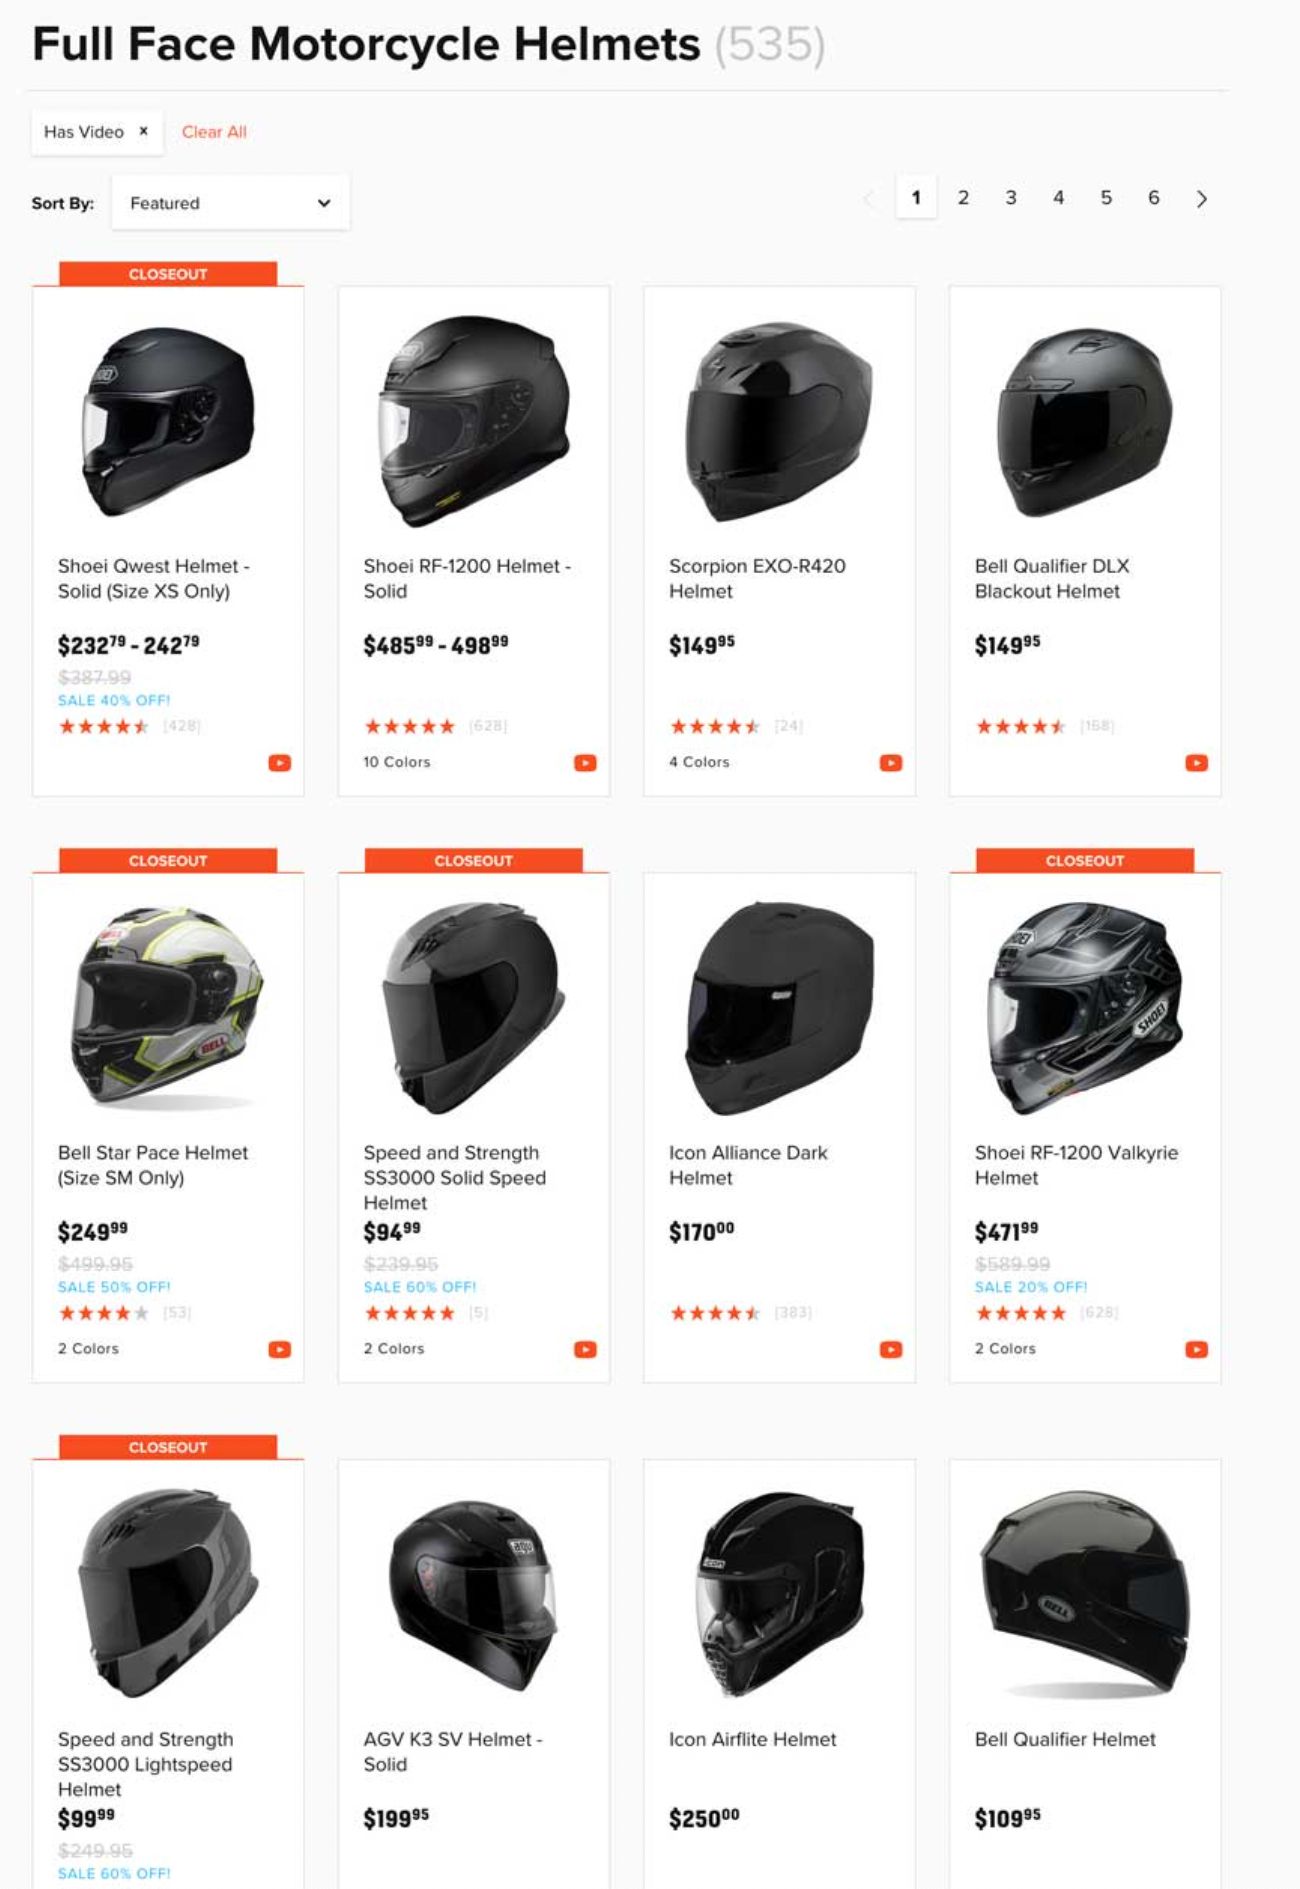 Full Face Motorcycle Helmets (535)
Has Video × Clear All
Sort By: Featured
1 2 3 4 5 6
CLOSEOUT
SHOEI
Shoei Qwest Helmet -
Solid (Size XS Only)
$232.79 - 242.79
$387.99
SALE 40% OFF!
(428)
Shoei RF-1200 Helmet -
Solid
$485.99 - 498.99
(628)
10 Colors
Scorpion EXO-R420
Helmet
$149.95
(24)
4 Colors
Bell Qualifier DLX
Blackout Helmet
$149.95
(168)
CLOSEOUT
BELL
BELL
Bell Star Pace Helmet
(Size SM Only)
$249.99
$499.95
SALE 50% OFF!
(53)
2 Colors
CLOSEOUT
Speed and Strength
SS3000 Solid Speed
Helmet
$94.99
$239.95
SALE 60% OFF!
(5)
2 Colors
Icon Alliance Dark
Helmet
$170.00
(383)
CLOSEOUT
SHOEI
SHOEI
Shoei RF-1200 Valkyrie
Helmet
$471.99
$589.99
SALE 20% OFF!
(628)
2 Colors
CLOSEOUT
Speed and Strength
SS3000 Lightspeed
Helmet
$99.99
$249.95
SALE 60% OFF!
agv
AGV K3 SV Helmet -
Solid
$199.95
icon
Icon Airflite Helmet
$250.00
BELL
Bell Qualifier Helmet
$109.95